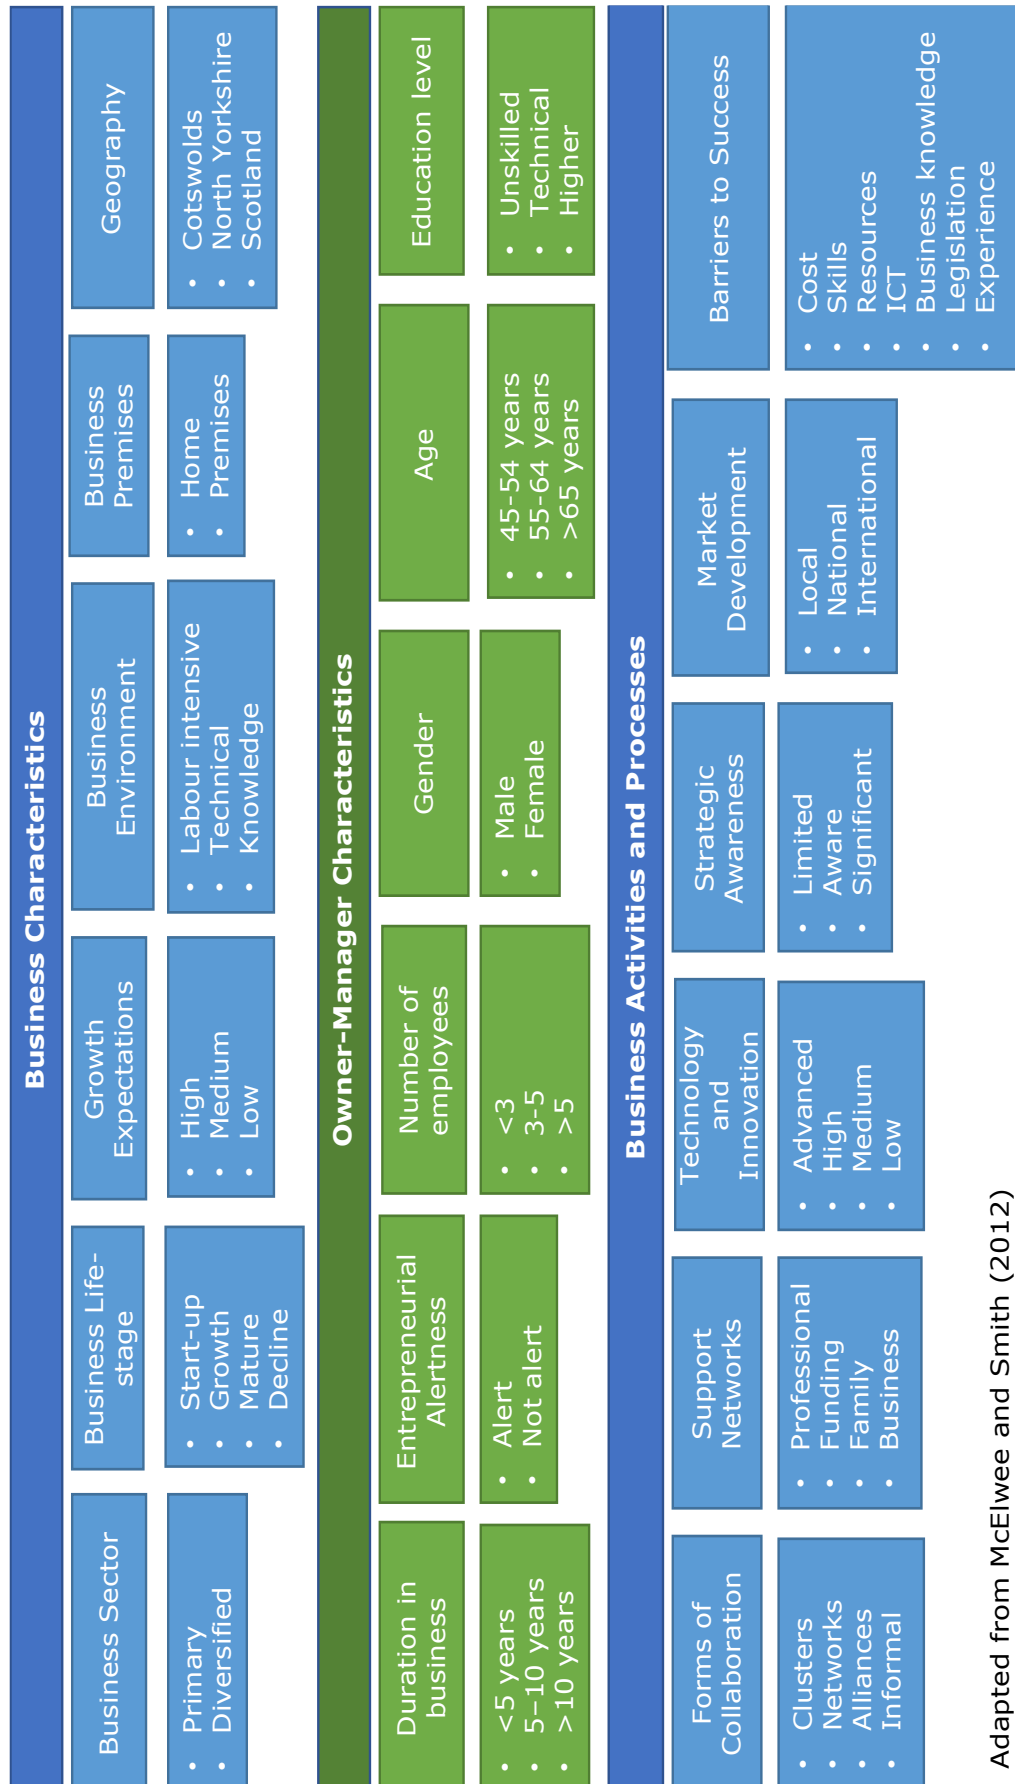 Business Characteristics
Business Sector
Primary
Diversified
Business Life-
stage
Start-up
Growth
Mature
Decline
Growth
Expectations
High
Medium
Low
Business
Environment
Labour intensive
Technical
Knowledge
Business
Premises
Home
Premises
Geography
Cotswolds
North Yorkshire
Scotland
Owner-Manager Characteristics
Duration in
business
<5 years
5–10 years
>10 years
Entrepreneurial
Alertness
Alert
Not alert
Number of
employees
<3
3-5
>5
Gender
Male
Female
Age
45-54 years
55-64 years
>65 years
Education level
Unskilled
Technical
Higher
Business Activities and Processes
Forms of
Collaboration
Clusters
Networks
Alliances
Informal
Support
Networks
Professional
Funding
Family
Business
Technology
and
Innovation
Advanced
High
Medium
Low
Strategic
Awareness
Limited
Aware
Significant
Market
Development
Local
National
International
Barriers to Success
Cost
Skills
Resources
ICT
Business knowledge
Legislation
Experience
Adapted from McElwee and Smith (2012)